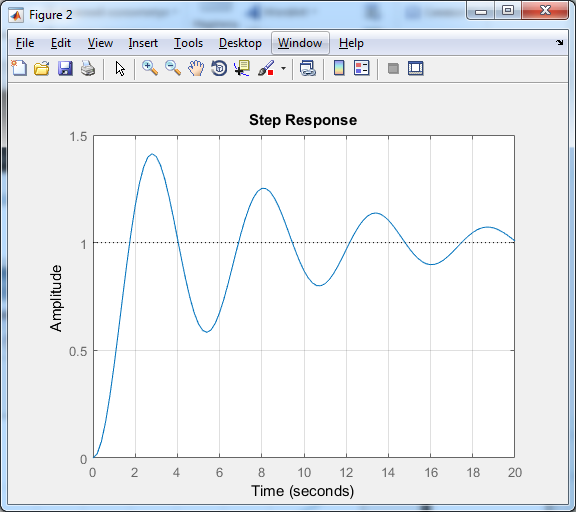 Figure 2
File Edit View Insert Tools Desktop Window Help
Step Response
1.5
1
0.5
0
Amplitude
0 2 4 6 8 10 12 14 16 18 20
Time (seconds)